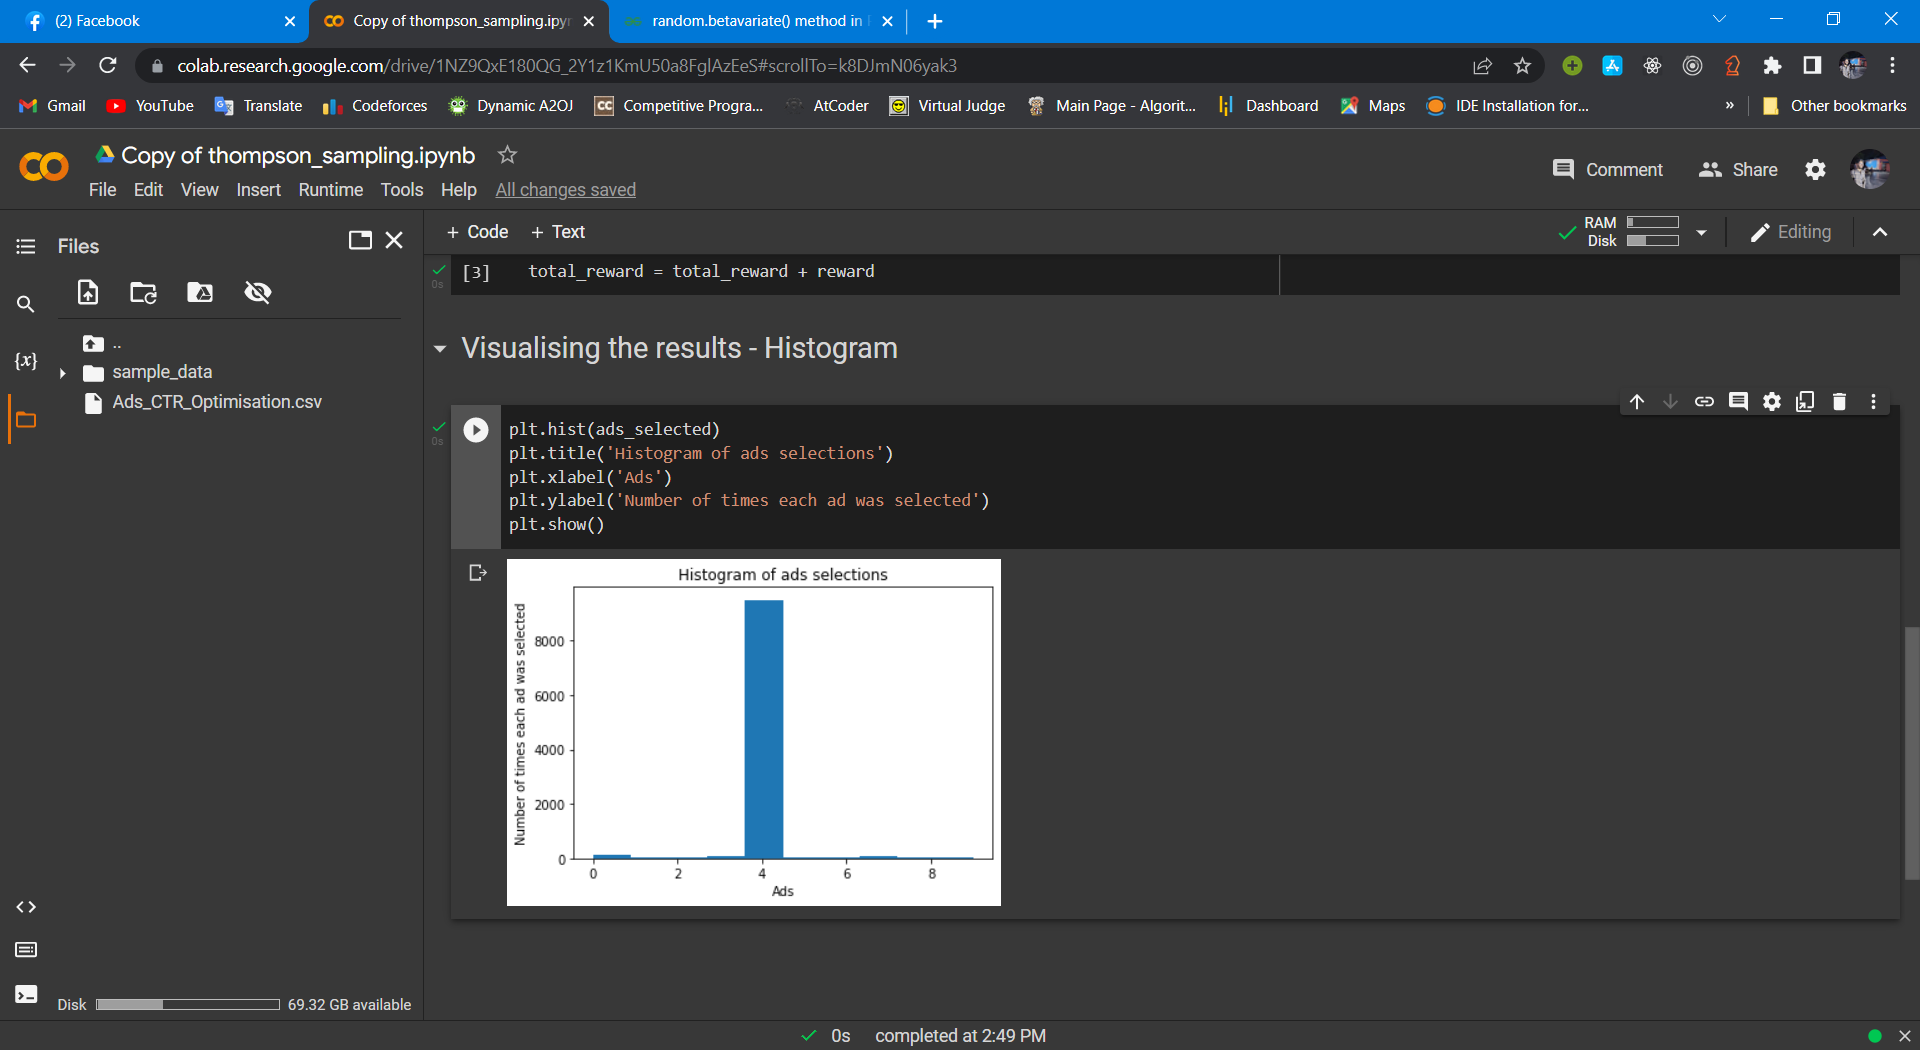 (2) Facebook
Copy of thompson_sampling.ipyn
random.betavariate() method in
colab.research.google.com/drive/1NZ9QxE180QG_2Y1z1KmU50a8FglAzEeS#scrollTo=k8DJmN06yak3
Gmail
YouTube
Translate
Codeforces
Dynamic A2OJ
CC
Competitive Progra...
AtCoder
Virtual Judge
Main Page - Algorit...
Dashboard
Maps
IDE Installation for...
»
Other bookmarks
Copy of thompson_sampling.ipynb
File Edit View Insert Runtime Tools Help All changes saved
Comment
Share
Files
+ Code + Text
RAM
Disk
Editing
..
sample_data
Ads_CTR_Optimisation.csv
{x}
0s
[3] total_reward = total_reward + reward
Visualising the results - Histogram
0s
plt.hist(ads_selected)
plt.title('Histogram of ads selections')
plt.xlabel('Ads')
plt.ylabel('Number of times each ad was selected')
plt.show()
Histogram of ads selections
Number of times each ad was selected
8000
6000
4000
2000
0
0 2 4 6 8
Ads
Disk
69.32 GB available
0s completed at 2:49 PM